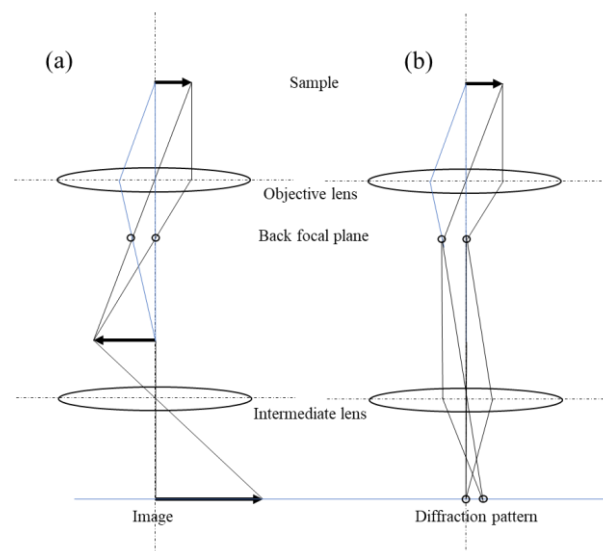 (a)
(b)
Sample
Objective lens
Back focal plane
Intermediate lens
Image
Diffraction pattern